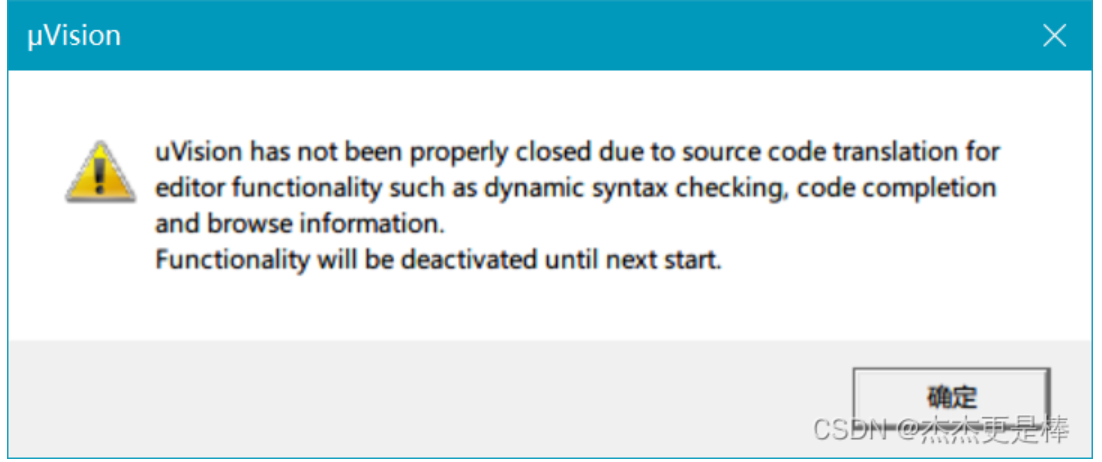 µVision
uVision has not been properly closed due to source code translation for
editor functionality such as dynamic syntax checking, code completion
and browse information.
Functionality will be deactivated until next start.
确定
CSDN @杰杰更是棒